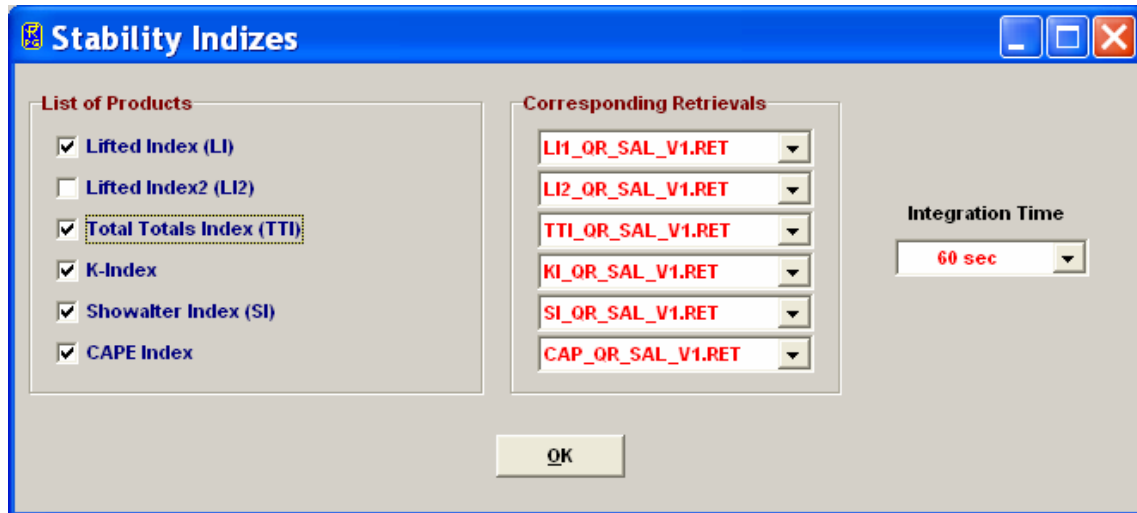 Stability Indizes
List of Products
Lifted Index (LI)
Lifted Index2 (LI2)
Total Totals Index (TTI)
K-Index
Showalter Index (SI)
CAPE Index
Corresponding Retrievals
LI1_QR_SAL_V1.RET
LI2_QR_SAL_V1.RET
TTI_QR_SAL_V1.RET
KI_QR_SAL_V1.RET
SI_QR_SAL_V1.RET
CAP_QR_SAL_V1.RET
Integration Time
60 sec
OK